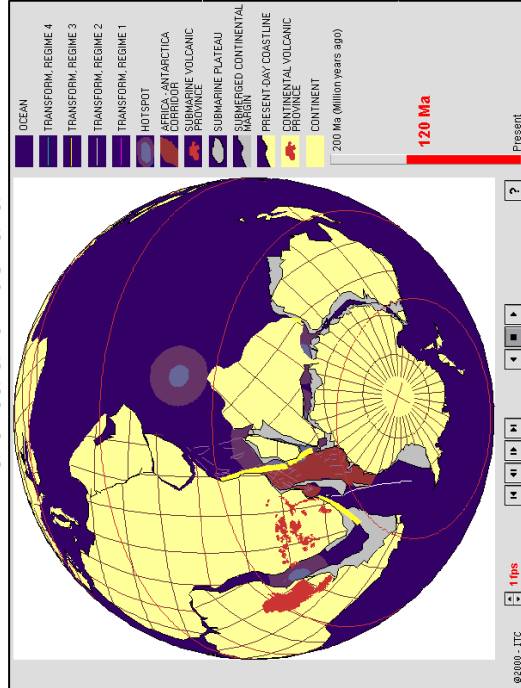 OCEAN
TRANSFORM, REGIME 4
TRANSFORM, REGIME 3
TRANSFORM, REGIME 2
TRANSFORM, REGIME 1
HOTSPOT
AFRICA - ANTARCTICA
CORRIDOR
SUBMARINE VOLCANIC
PROVINCE
SUBMARINE PLATEAU
SUBMERGED CONTINENTAL
MARGIN
PRESENT-DAY COASTLINE
CONTINENTAL VOLCANIC
PROVINCE
CONTINENT
200 Ma (Million years ago)
120 Ma
Present
@2000 - ITC
1 fps
?